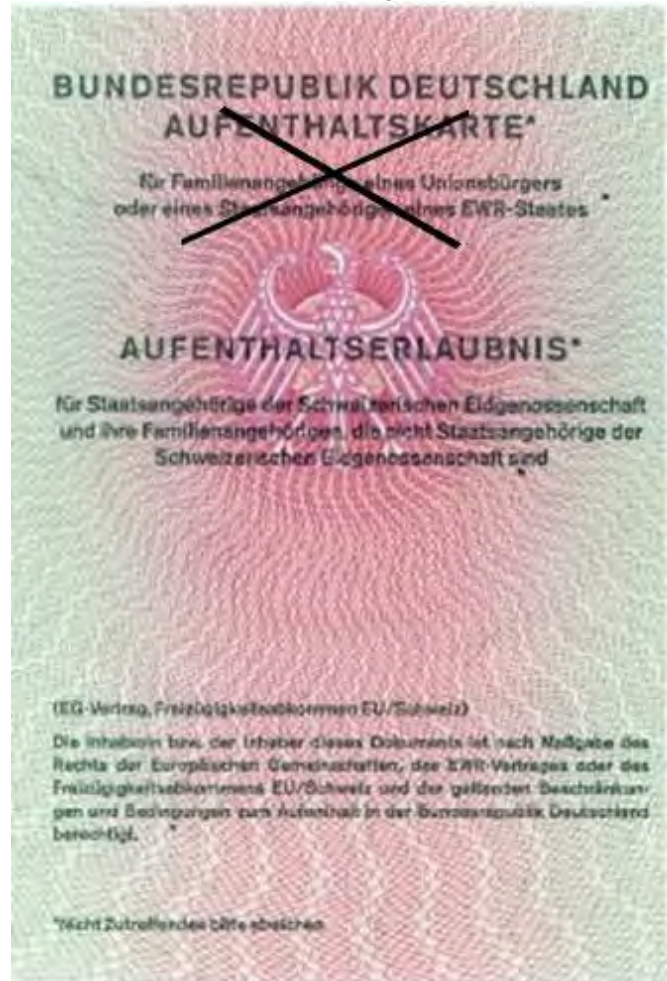 BUNDESREPUBLIK DEUTSCHLAND
AUFENTHALTSKARTE*
für Familienangehörige eines Unionsbürgers
oder eines Staatsangehörigen eines EWR-Staates
AUFENTHALTSERLAUBNIS*
für Staatsangehörige der Schweizerischen Eidgenossenschaft
und ihre Familienangehörigen, die nicht Staatsangehörige der
Schweizerischen Eidgenossenschaft sind
(EG-Vertrag, Freizügigkeitsabkommen EU/Schweiz)
Die Inhaberin bzw. der Inhaber dieses Dokuments ist nach Maßgabe des
Rechts der Europäischen Gemeinschaften, des EWR-Vertrages oder des
Freizügigkeitsabkommens EU/Schweiz und der geltenden Beschränkun-
gen und Bedingungen zum Aufenthalt in der Bundesrepublik Deutschland
berechtigt.
*Nicht Zutreffendes bitte streichen